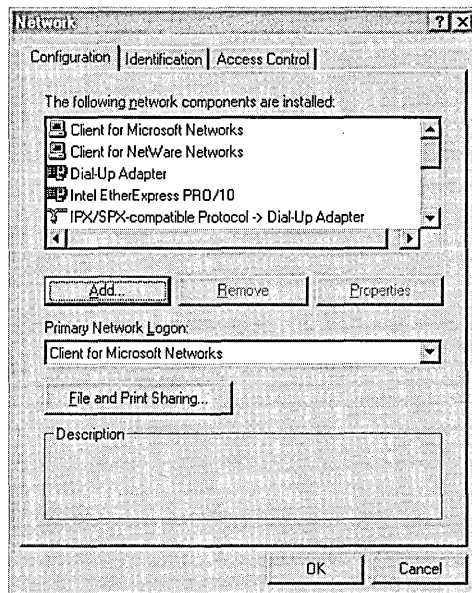 Network
Configuration
Identification
Access Control
The following network components are installed:
Client for Microsoft Networks
Client for NetWare Networks
Dial-Up Adapter
Intel EtherExpress PRO/10
IPX/SPX-compatible Protocol -> Dial-Up Adapter
Add...
Remove
Properties
Primary Network Logon:
Client for Microsoft Networks
File and Print Sharing...
Description
OK
Cancel